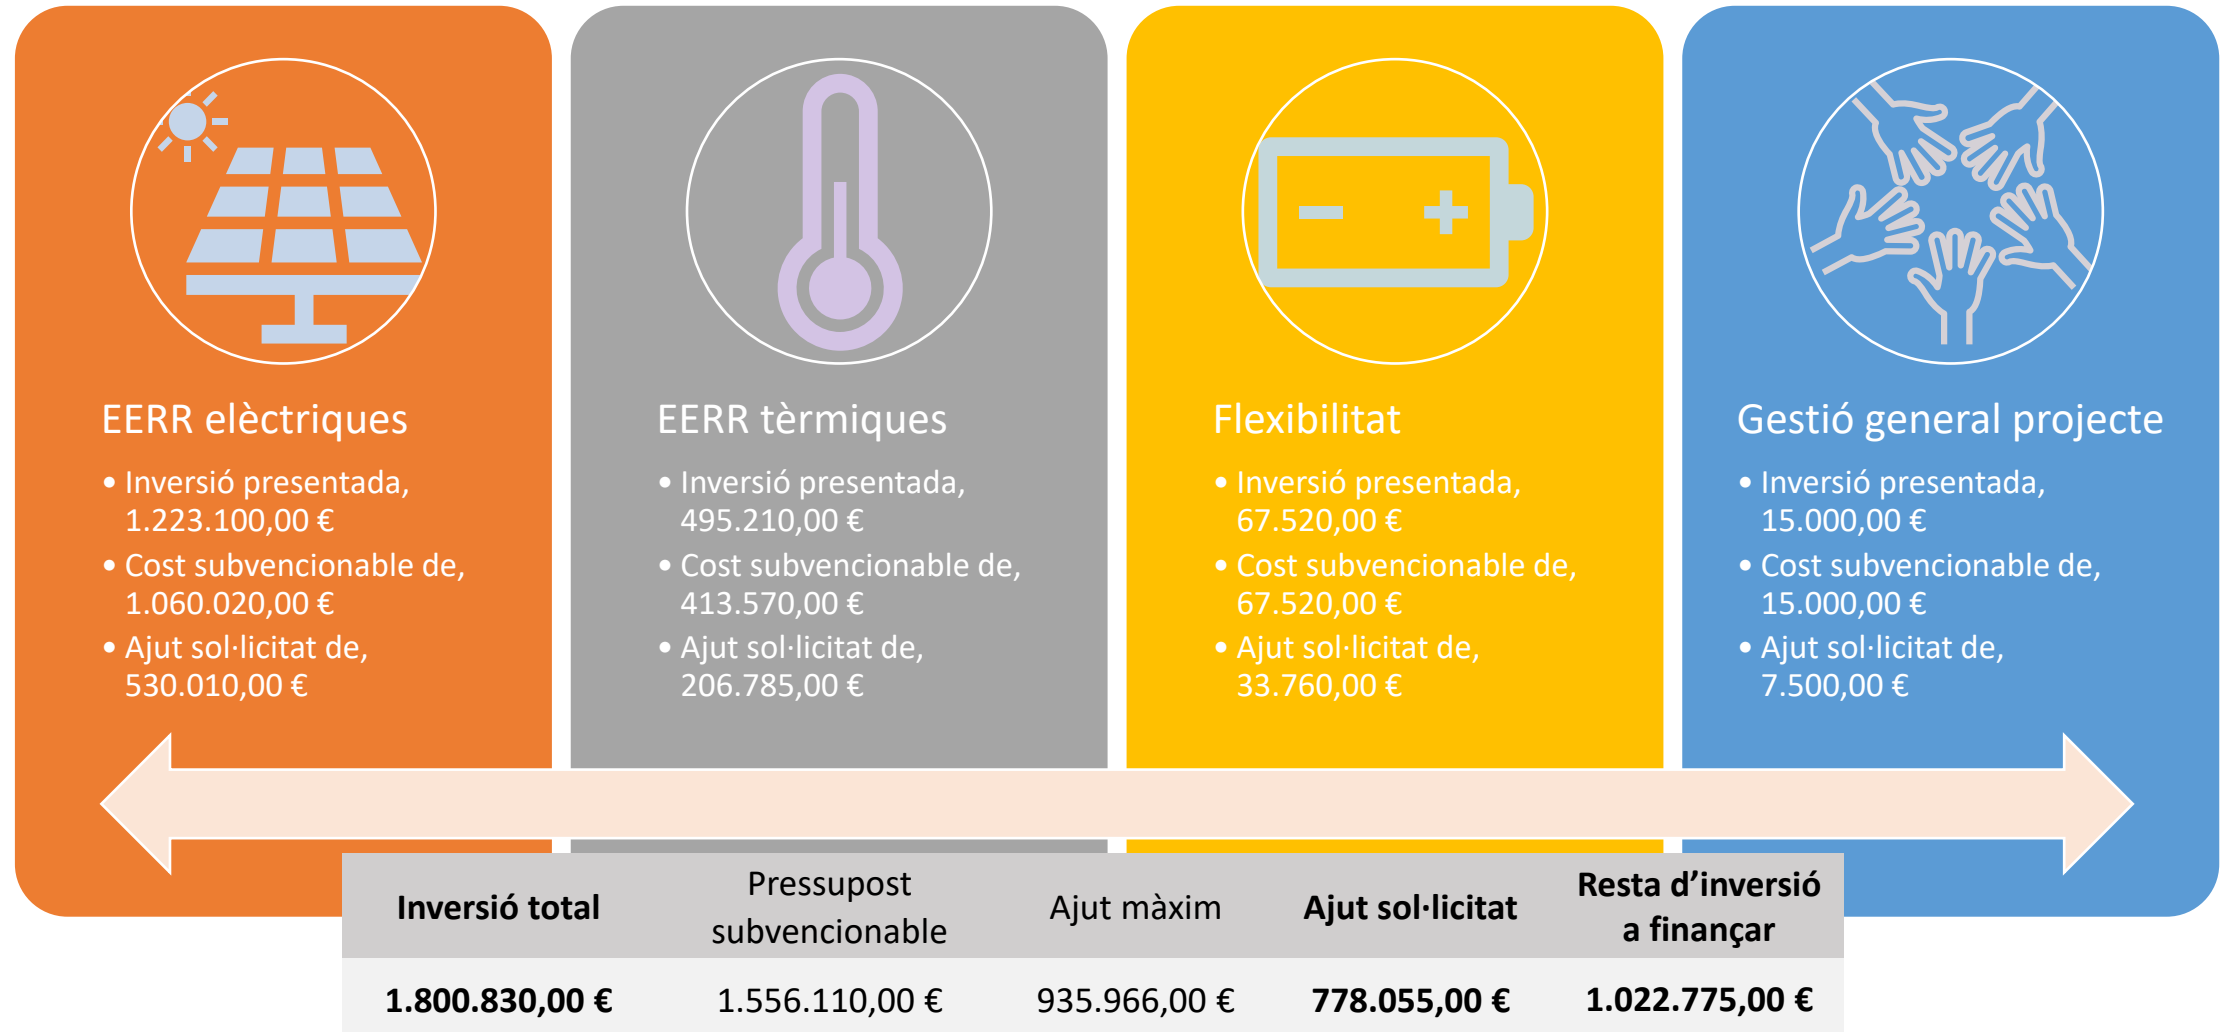 EERR elèctriques
• Inversió presentada,
1.223.100,00 €
• Cost subvencionable de,
1.060.020,00 €
• Ajut sol·licitat de,
530.010,00 €
EERR tèrmiques
• Inversió presentada,
495.210,00 €
• Cost subvencionable de,
413.570,00 €
• Ajut sol·licitat de,
206.785,00 €
Flexibilitat
• Inversió presentada,
67.520,00 €
• Cost subvencionable de,
67.520,00 €
• Ajut sol·licitat de,
33.760,00 €
Gestió general projecte
• Inversió presentada,
15.000,00 €
• Cost subvencionable de,
15.000,00 €
• Ajut sol·licitat de,
7.500,00 €
Inversió total
Pressupost
subvencionable
Ajut màxim
Ajut sol·licitat
Resta d’inversió
a finançar
1.800.830,00 €
1.556.110,00 €
935.966,00 €
778.055,00 €
1.022.775,00 €